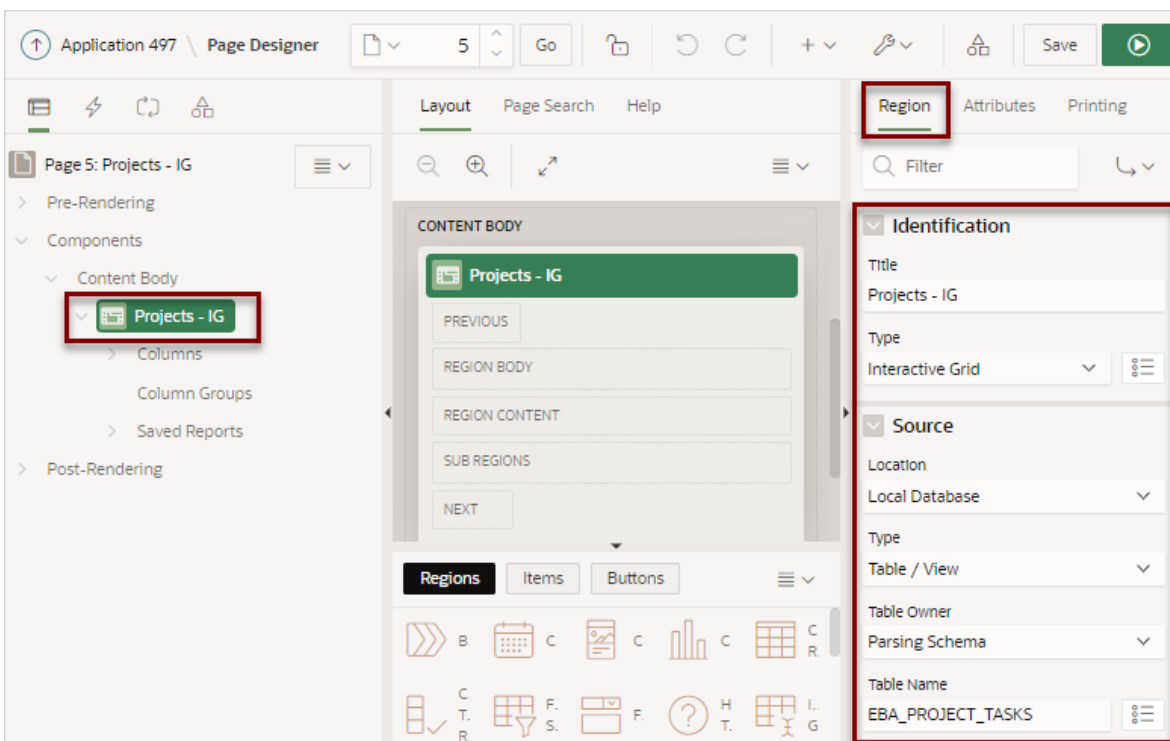 Application 497 \ Page Designer
5
Go
Save
Page 5: Projects - IG
Pre-Rendering
Components
Content Body
Projects - IG
Columns
Column Groups
Saved Reports
Post-Rendering
Layout Page Search Help
CONTENT BODY
Projects - IG
PREVIOUS
REGION BODY
REGION CONTENT
SUB REGIONS
NEXT
Regions Items Buttons
B. C. C C C R.
C. T. R. F. S. F. H T. I... G
Region Attributes Printing
Filter
Identification
Title
Projects - IG
Type
Interactive Grid
Source
Location
Local Database
Type
Table / View
Table Owner
Parsing Schema
Table Name
EBA_PROJECT_TASKS